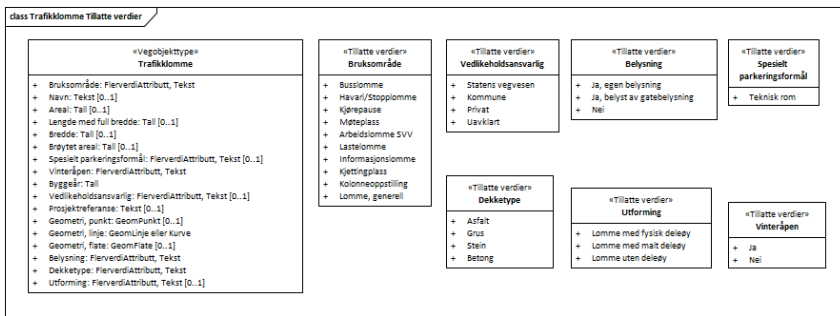 class Trafikklomme Tillatte verdier
«Vegobjekttype»
Trafikklomme
+ Bruksområde: FlerverdiAttributt, Tekst
+ Navn: Tekst [0..1]
+ Areal: Tall [0..1]
+ Lengde med full bredde: Tall [0..1]
+ Bredde: Tall [0..1]
+ Brøytet areal: Tall [0..1]
+ Spesielt parkeringsformål: FlerverdiAttributt, Tekst [0..1]
+ Vinteråpen: FlerverdiAttributt, Tekst
+ Byggeår: Tall
+ Vedlikeholdsansvarlig: FlerverdiAttributt, Tekst [0..1]
+ Prosjektreferanse: Tekst [0..1]
+ Geometri, punkt: GeomPunkt [0..1]
+ Geometri, linje: GeomLinje eller Kurve
+ Geometri, flate: GeomFlate [0..1]
+ Belysning: FlerverdiAttributt, Tekst
+ Dekketype: FlerverdiAttributt, Tekst
+ Utforming: FlerverdiAttributt, Tekst [0..1]
«Tillatte verdier»
Bruksområde
+ Busslomme
+ Havari/Stopplomme
+ Kjørepause
+ Møteplass
+ Arbeidslomme SVV
+ Lastelomme
+ Informasjonslomme
+ Kjettingplass
+ Kolonneoppstilling
+ Lomme, generell
«Tillatte verdier»
Vedlikeholdsansvarlig
+ Statens vegvesen
+ Kommune
+ Privat
+ Uavklart
«Tillatte verdier»
Belysning
+ Ja, egen belysning
+ Ja, belyst av gatebelysning
+ Nei
«Tillatte verdier»
Spesielt
parkeringsformål
+ Teknisk rom
«Tillatte verdier»
Dekketype
+ Asfalt
+ Grus
+ Stein
+ Betong
«Tillatte verdier»
Utforming
+ Lomme med fysisk deleøy
+ Lomme med malt deleøy
+ Lomme uten deleøy
«Tillatte verdier»
Vinteråpen
+ Ja
+ Nei